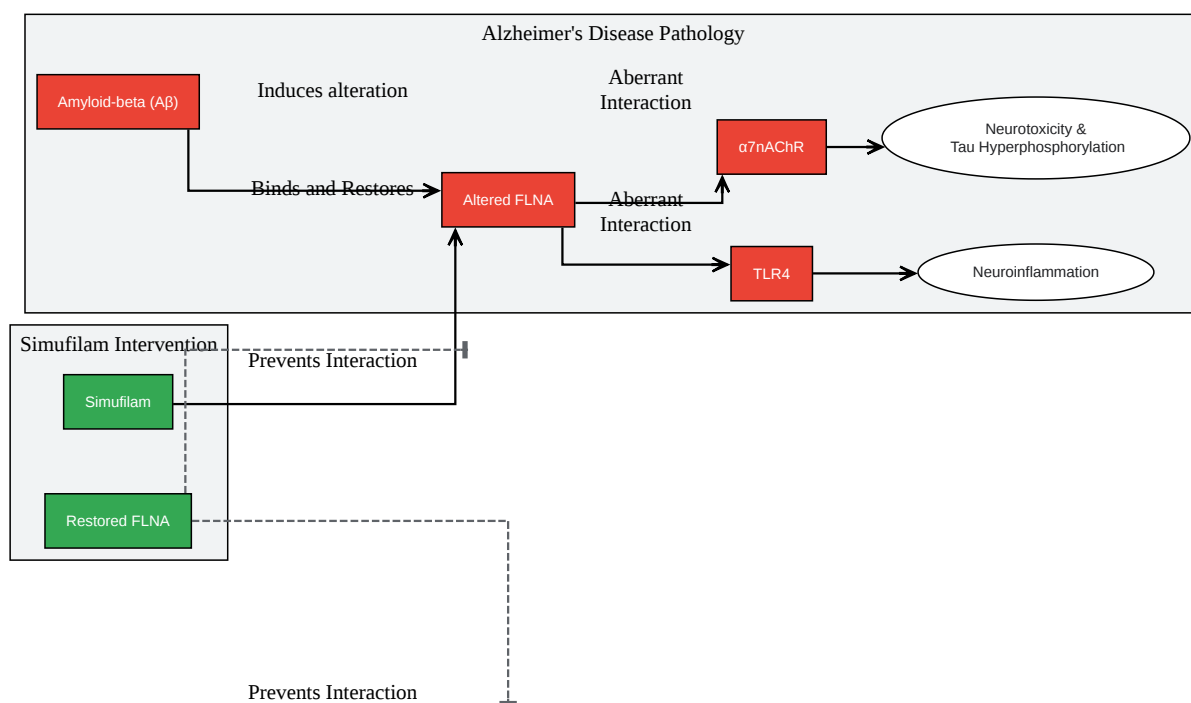 Alzheimer's Disease Pathology
Amyloid-beta (Aβ)
Induces alteration
Aberrant
Interaction
α7nAChR
Neurotoxicity &
Tau Hyperphosphorylation
Binds and Restores
Altered FLNA
Aberrant
Interaction
TLR4
Neuroinflammation
Simufilam Intervention
Prevents Interaction
Simufilam
Restored FLNA
Prevents Interaction